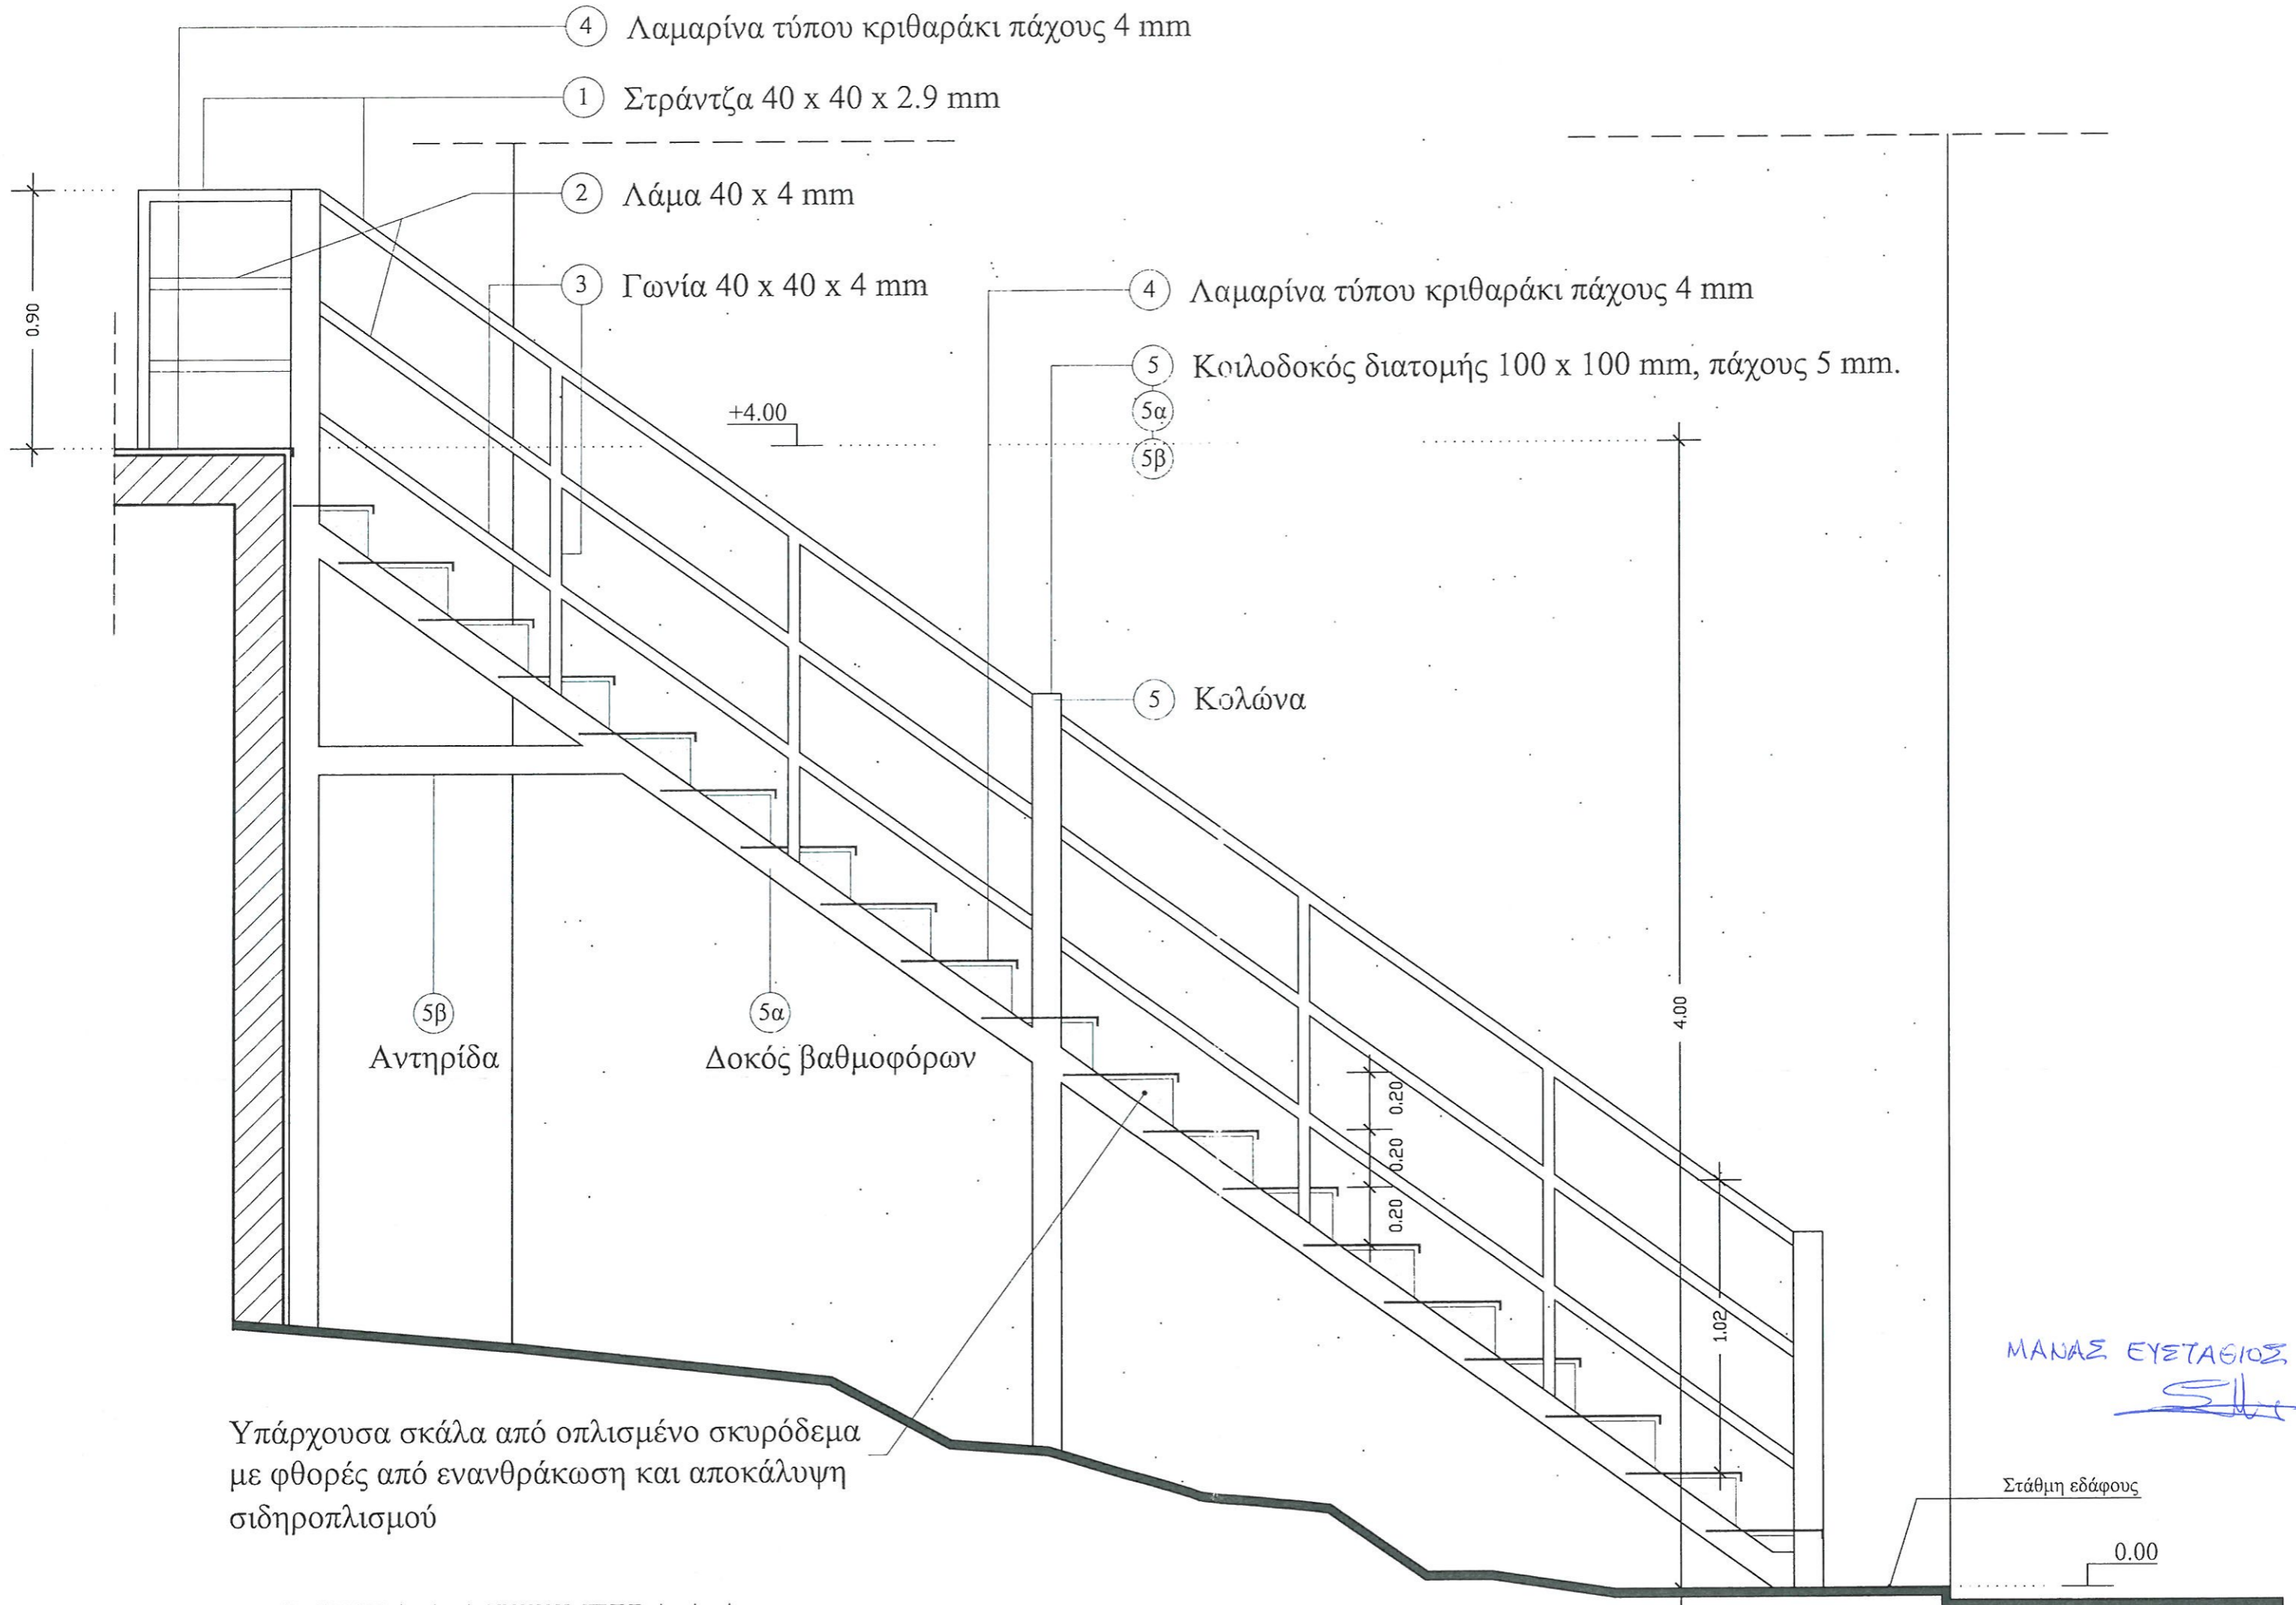 4 Λαμαρίνα τύπου κριθαράκι πάχους 4 mm
1 Στράντζα 40 x 40 x 2.9 mm
2 Λάμα 40 x 4 mm
3 Γωνία 40 x 40 x 4 mm
4 Λαμαρίνα τύπου κριθαράκι πάχους 4 mm
5 Κοιλοδοκός διατομής 100 x 100 mm, πάχους 5 mm.
5α
5β
0.90
+4.00
5 Κολώνα
5β
Αντηρίδα
5α
Δοκός βαθμοφόρων
4.00
0.20
0.20
0.20
1.02
ΜΑΝΑΣ ΕΥΣΤΑΘΙΟΣ
Υπάρχουσα σκάλα από οπλισμένο σκυρόδεμα
με φθορές από ενανθράκωση και αποκάλυψη
σιδηροπλισμού
Στάθμη εδάφους
0.00